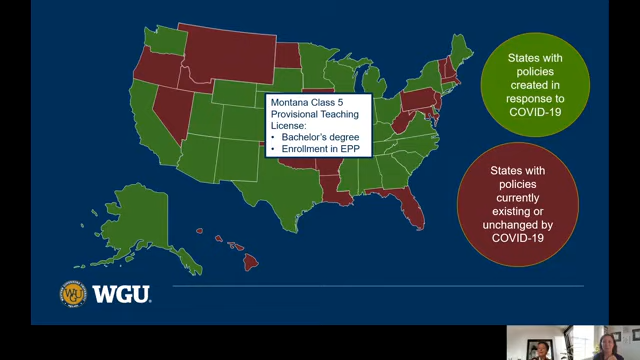 States with
policies
created in
response to
COVID-19
Montana Class 5
Provisional Teaching
License:
• Bachelor's degree
• Enrollment in EPP
States with
policies
currently
existing or
unchanged by
COVID-19
WGU
WGU.